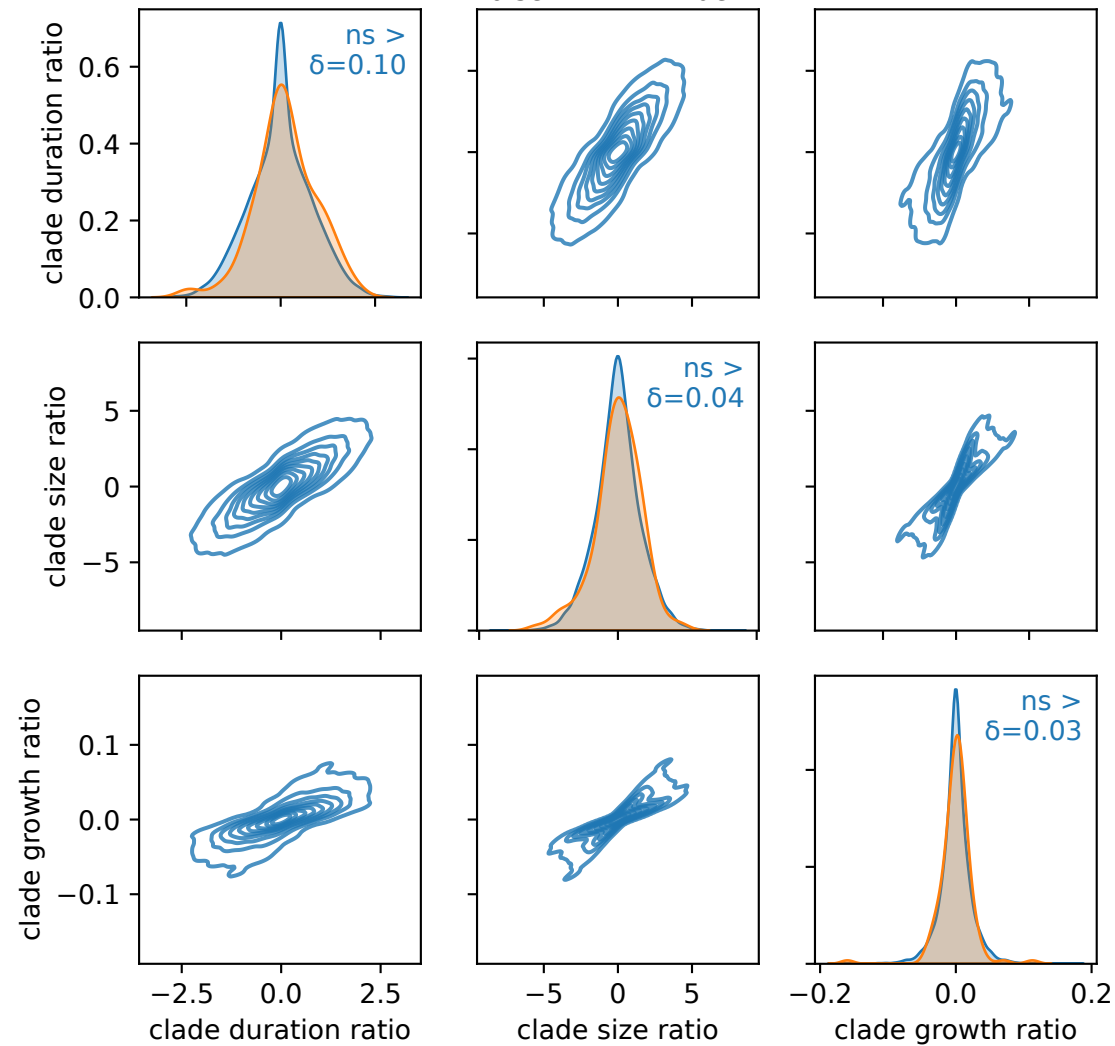 ns >
δ=0.10
clade duration ratio
0.6
0.4
0.2
0.0
ns >
δ=0.04
clade size ratio
5
0
−5
ns >
δ=0.03
clade growth ratio
0.1
0.0
−0.1
−2.5 0.0 2.5
−5 0 5
−0.2 0.0 0.2
clade duration ratio
clade size ratio
clade growth ratio